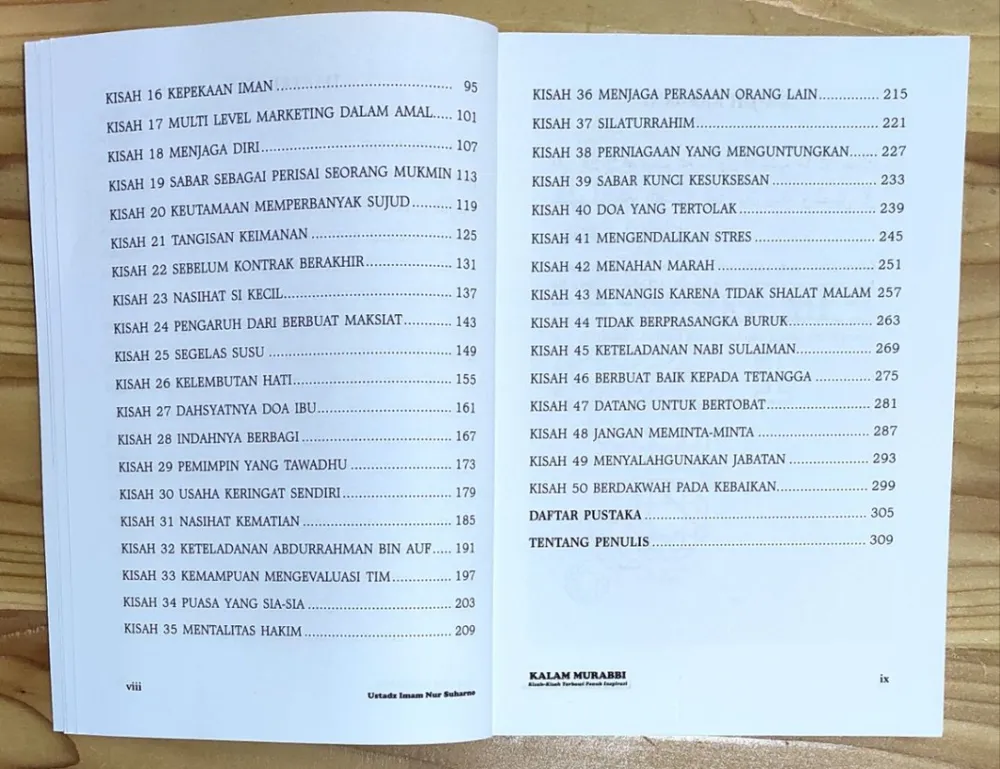 KISAH 16 KEPEKAAN IMAN ........................................ 95
KISAH 17 MULTI LEVEL MARKETING DALAM AMAL..... 101
KISAH 18 MENJAGA DIRI........................................... 107
KISAH 19 SABAR SEBAGAI PERISAI SEORANG MUKMIN 113
KISAH 20 KEUTAMAAN MEMPERBANYAK SUJUD.......... 119
KISAH 21 TANGISAN KEIMANAN ................................ 125
KISAH 22 SEBELUM KONTRAK BERAKHIR.................... 131
KISAH 23 NASIHAT SI KECIL...................................... 137
KISAH 24 PENGARUH DARI BERBUAT MAKSIAT............ 143
KISAH 25 SEGELAS SUSU .......................................... 149
KISAH 26 KELEMBUTAN HATI.................................... 155
KISAH 27 DAHSYATNYA DOA IBU............................... 161
KISAH 28 INDAHNYA BERBAGI ................................... 167
KISAH 29 PEMIMPIN YANG TAWADHU ....................... 173
KISAH 30 USAHA KERINGAT SENDIRI......................... 179
KISAH 31 NASIHAT KEMATIAN .................................. 185
KISAH 32 KETELADANAN ABDURRAHMAN BIN AUF..... 191
KISAH 33 KEMAMPUAN MENGEVALUASI TIM.............. 197
KISAH 34 PUASA YANG SIA-SIA ................................. 203
KISAH 35 MENTALITAS HAKIM .................................. 209
viii
Ustadz Imam Nur Suharno
KISAH 36 MENJAGA PERASAAN ORANG LAIN.............. 215
KISAH 37 SILATURRAHIM.......................................... 221
KISAH 38 PERNIAGAAN YANG MENGUNTUNGKAN....... 227
KISAH 39 SABAR KUNCI KESUKSESAN ........................ 233
KISAH 40 DOA YANG TERTOLAK ................................ 239
KISAH 41 MENGENDALIKAN STRES ............................ 245
KISAH 42 MENAHAN MARAH ..................................... 251
KISAH 43 MENANGIS KARENA TIDAK SHALAT MALAM 257
KISAH 44 TIDAK BERPRASANGKA BURUK.................... 263
KISAH 45 KETELADANAN NABI SULAIMAN.................. 269
KISAH 46 BERBUAT BAIK KEPADA TETANGGA ............. 275
KISAH 47 DATANG UNTUK BERTOBAT........................ 281
KISAH 48 JANGAN MEMINTA-MINTA .......................... 287
KISAH 49 MENYALAHGUNAKAN JABATAN ................... 293
KISAH 50 BERDAKWAH PADA KEBAIKAN..................... 299
DAFTAR PUSTAKA .................................................... 305
TENTANG PENULIS .................................................. 309
KALAM MURABBI
Kisah-Kisah Terbaru Penuh Inspirasi
ix